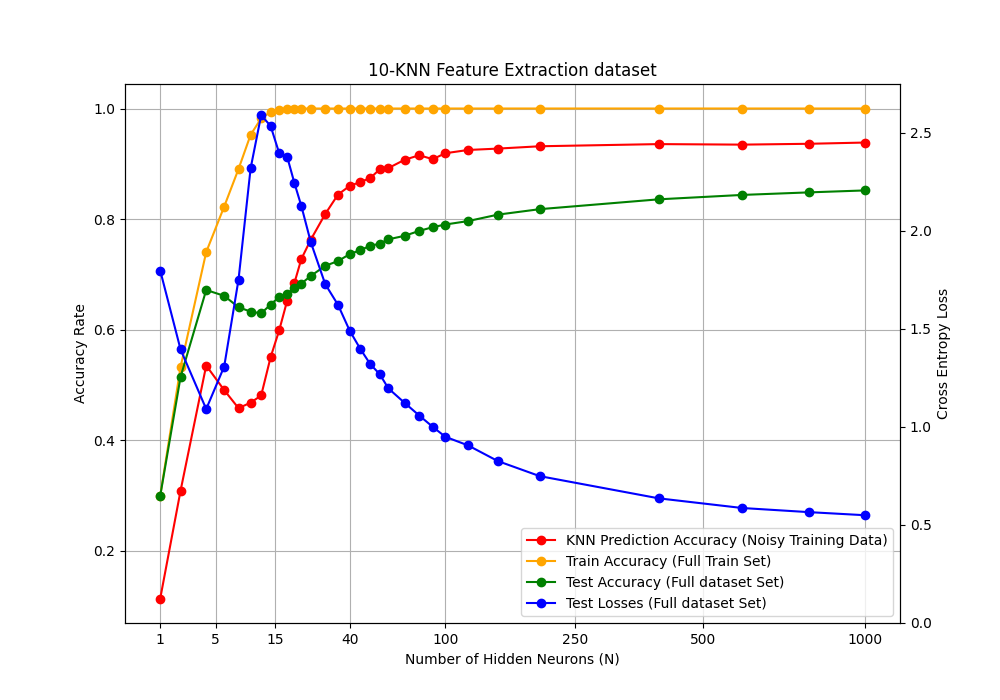 10-KNN Feature Extraction dataset
1.0
0.8
0.6
0.4
0.2
Accuracy Rate
2.5
2.0
1.5
1.0
0.5
0.0
Cross Entropy Loss
KNN Prediction Accuracy (Noisy Training Data)
Train Accuracy (Full Train Set)
Test Accuracy (Full dataset Set)
Test Losses (Full dataset Set)
1 5 15 40 100 250 500 1000
Number of Hidden Neurons (N)